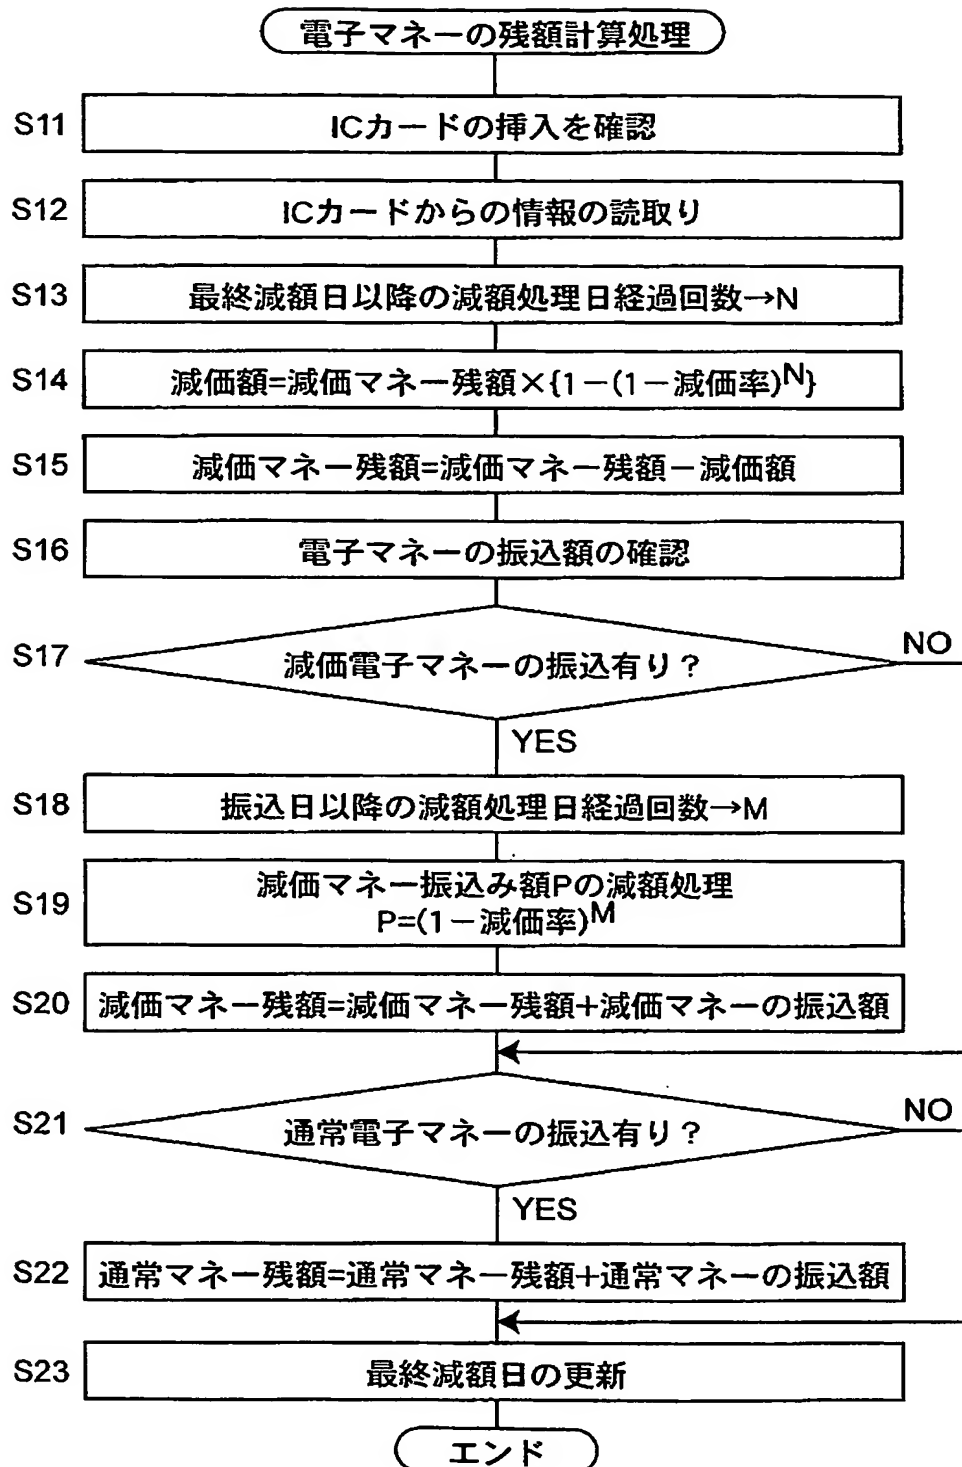 電子マネーの残額計算処理
S11 ICカードの挿入を確認
S12 ICカードからの情報の読取り
S13 最終減額日以降の減額処理日経過回数→N
S14 減価額=減価マネー残額×{1-(1-減価率)^N}
S15 減価マネー残額=減価マネー残額-減価額
S16 電子マネーの振込額の確認
S17 減価電子マネーの振込有り? NO
YES
S18 振込日以降の減額処理日経過回数→M
S19 減価マネー振込み額Pの減額処理
P=(1-減価率)^M
S20 減価マネー残額=減価マネー残額+減価マネーの振込額
S21 通常電子マネーの振込有り? NO
YES
S22 通常マネー残額=通常マネー残額+通常マネーの振込額
S23 最終減額日の更新
エンド